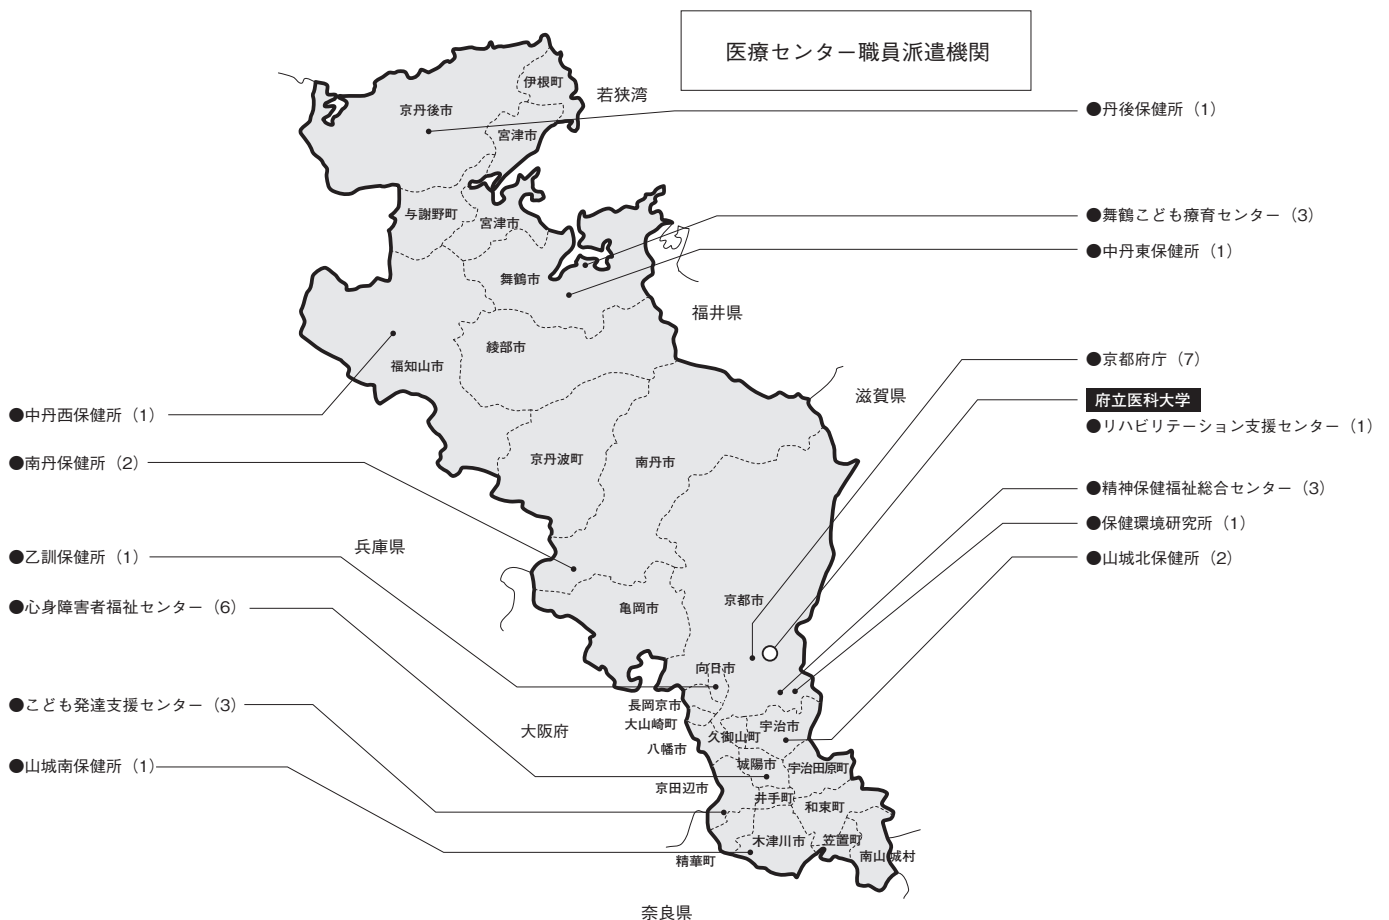 医療センター職員派遣機関
伊根町
若狭湾
京丹後市
●丹後保健所（1）
宮津市
与謝野町
宮津市
●舞鶴こども療育センター（3）
●中丹東保健所（1）
舞鶴市
福井県
綾部市
福知山市
●京都府庁（7）
滋賀県
府立医科大学
●リハビリテーション支援センター（1）
●中丹西保健所（1）
●南丹保健所（2）
京丹波町
南丹市
●精神保健福祉総合センター（3）
●保健環境研究所（1）
●山城北保健所（2）
兵庫県
●乙訓保健所（1）
●心身障害者福祉センター（6）
亀岡市
京都市
向日市
長岡京市
●こども発達支援センター（3）
大山崎町
大阪府
宇治市
久御山町
八幡市
●山城南保健所（1）
城陽市
宇治田原町
京田辺市
井手町
和束町
木津川市
笠置町
精華町
南山城村
奈良県